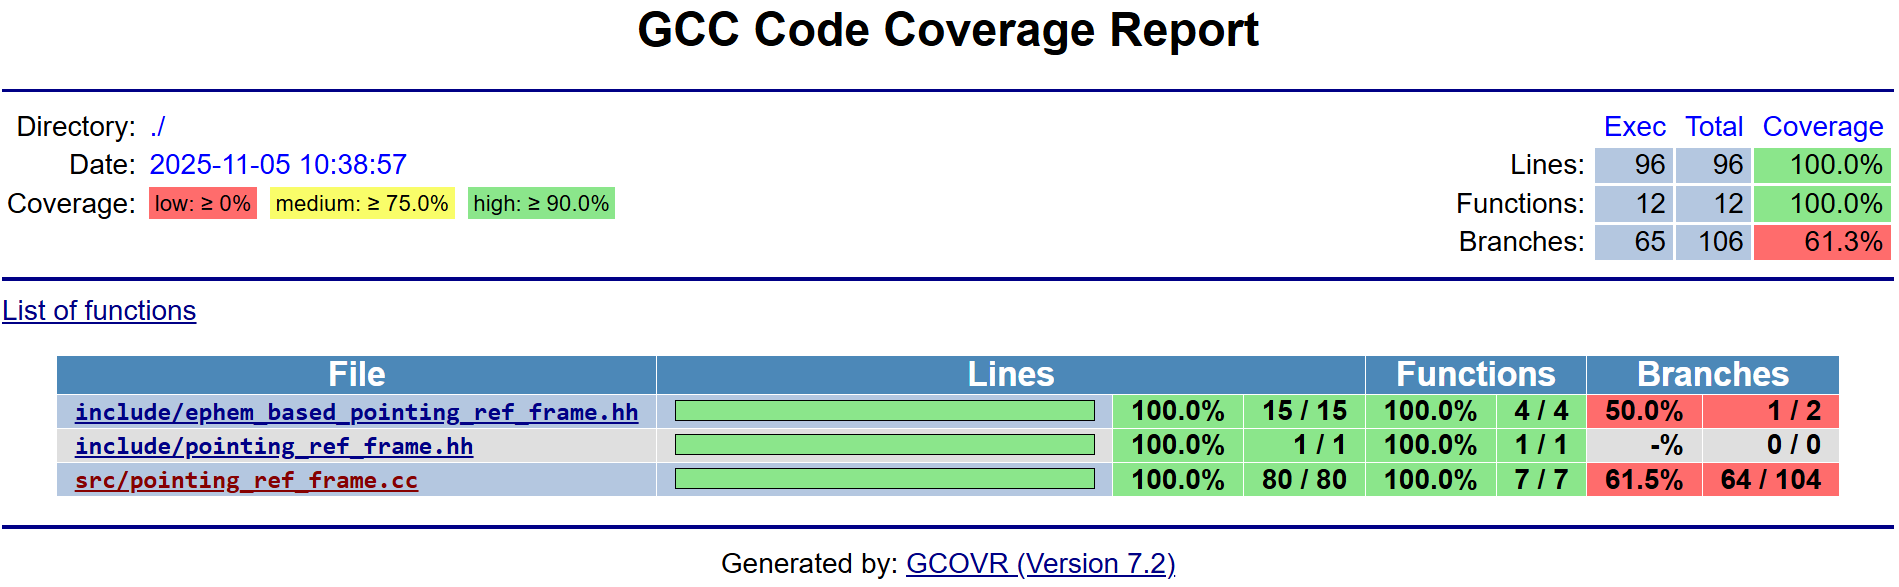 GCC Code Coverage Report
Directory: ./
Date: 2025-11-05 10:38:57
Coverage: low: ≥ 0% medium: ≥ 75.0% high: ≥ 90.0%
Exec Total Coverage
Lines: 96 96 100.0%
Functions: 12 12 100.0%
Branches: 65 106 61.3%
List of functions
File Lines Functions Branches
include/ephem_based_pointing_ref_frame.hh 100.0% 15 / 15 100.0% 4 / 4 50.0% 1 / 2
include/pointing_ref_frame.hh 100.0% 1 / 1 100.0% 1 / 1 -% 0 / 0
src/pointing_ref_frame.cc 100.0% 80 / 80 100.0% 7 / 7 61.5% 64 / 104
Generated by: GCOVR (Version 7.2)